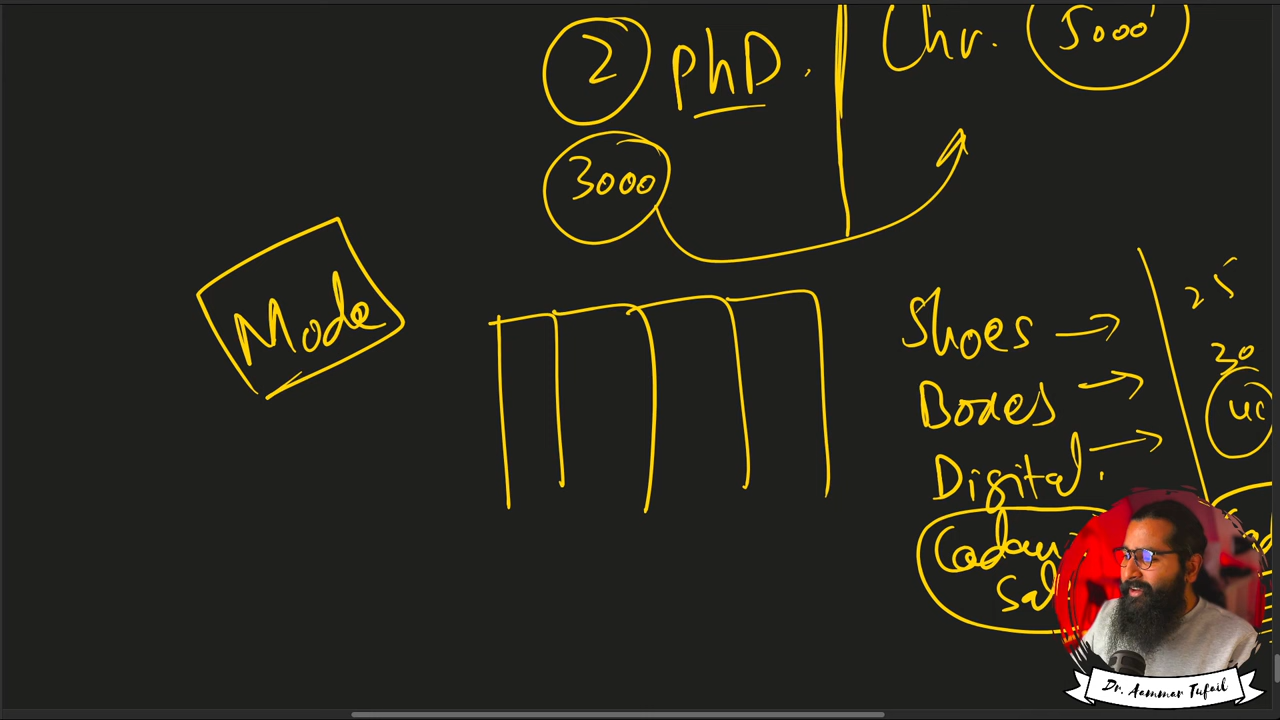 2 PhD. Chr. 5000
3000
Mode
Shoes → 25
Boxes → 30
Digital. →
Dr. Aammar Tufail